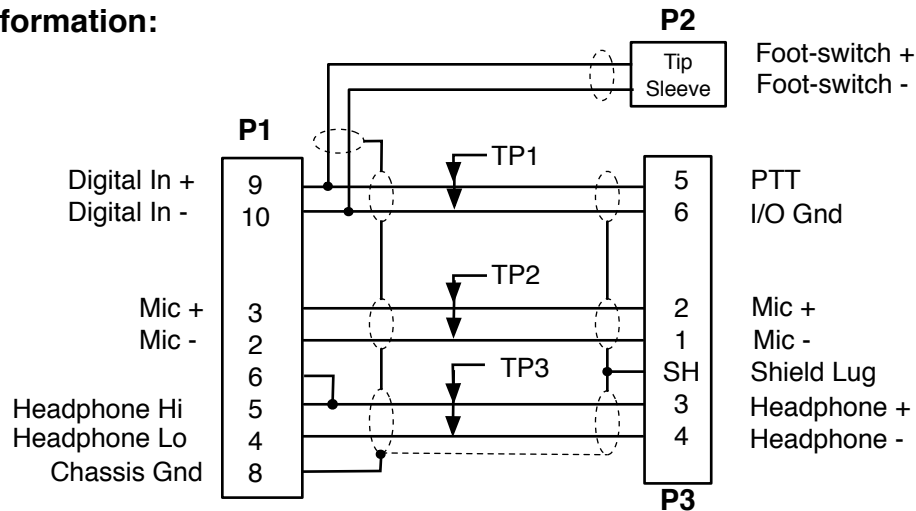 formation:
P2
Tip
Sleeve
Foot-switch +
Foot-switch -
P1
Digital In +
Digital In -
Mic +
Mic -
Headphone Hi
Headphone Lo
Chassis Gnd
9
10
3
2
6
5
4
8
TP1
TP2
TP3
5
6
2
1
SH
3
4
PTT
I/O Gnd
Mic +
Mic -
Shield Lug
Headphone +
Headphone -
P3